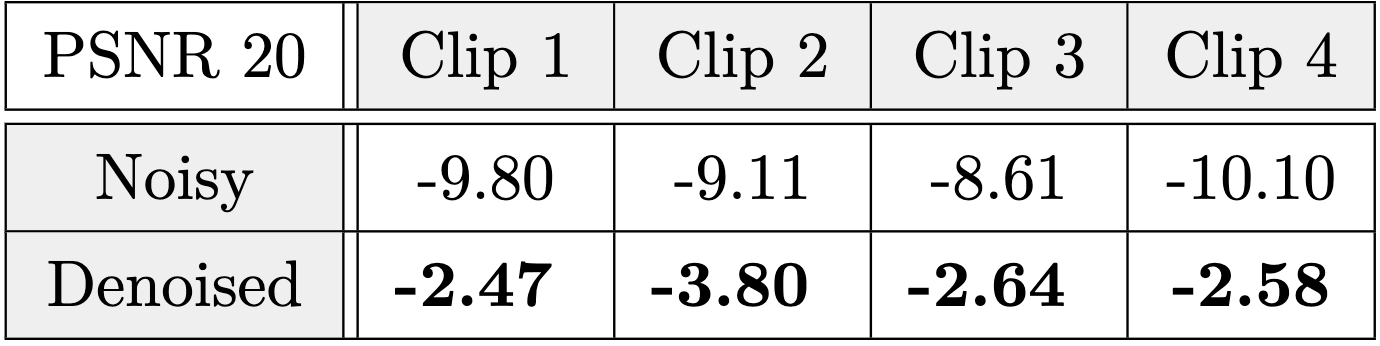 PSNR 20 Clip 1 Clip 2 Clip 3 Clip 4
Noisy -9.80 -9.11 -8.61 -10.10
Denoised -2.47 -3.80 -2.64 -2.58